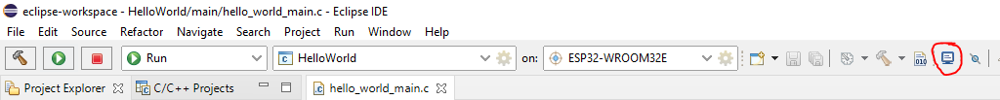 eclipse-workspace - HelloWorld/main/hello_world_main.c - Eclipse IDE
File Edit Source Refactor Navigate Search Project Run Window Help
Run HelloWorld on: ESP32-WROOM32E 010
Project Explorer C/C++ Projects hello_world_main.c